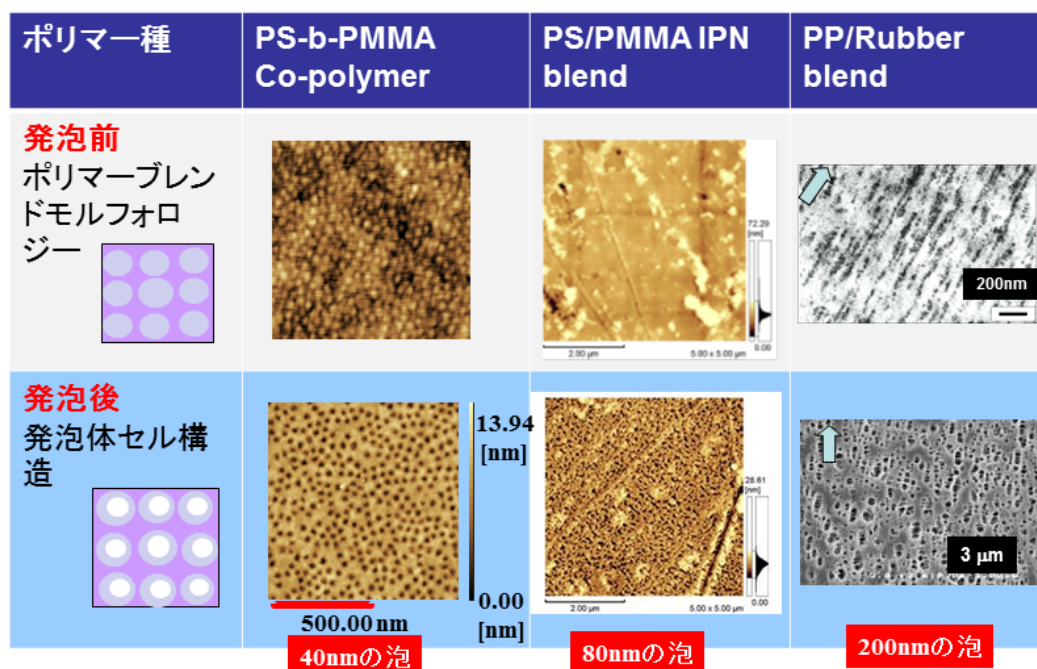 ポリマー種
PS-b-PMMA
Co-polymer
PS/PMMA IPN
blend
PP/Rubber
blend
発泡前
ポリマーブレン
ドモルフォロ
ジー
72.29
[nm]
0.00
2.00 µm
5.00 x 5.00 µm
200nm
発泡後
発泡体セル構
造
13.94
[nm]
0.00
[nm]
500.00 nm
28.61
[nm]
0.00
2.00 µm
5.00 x 5.00 µm
3 µm
40nmの泡
80nmの泡
200nmの泡